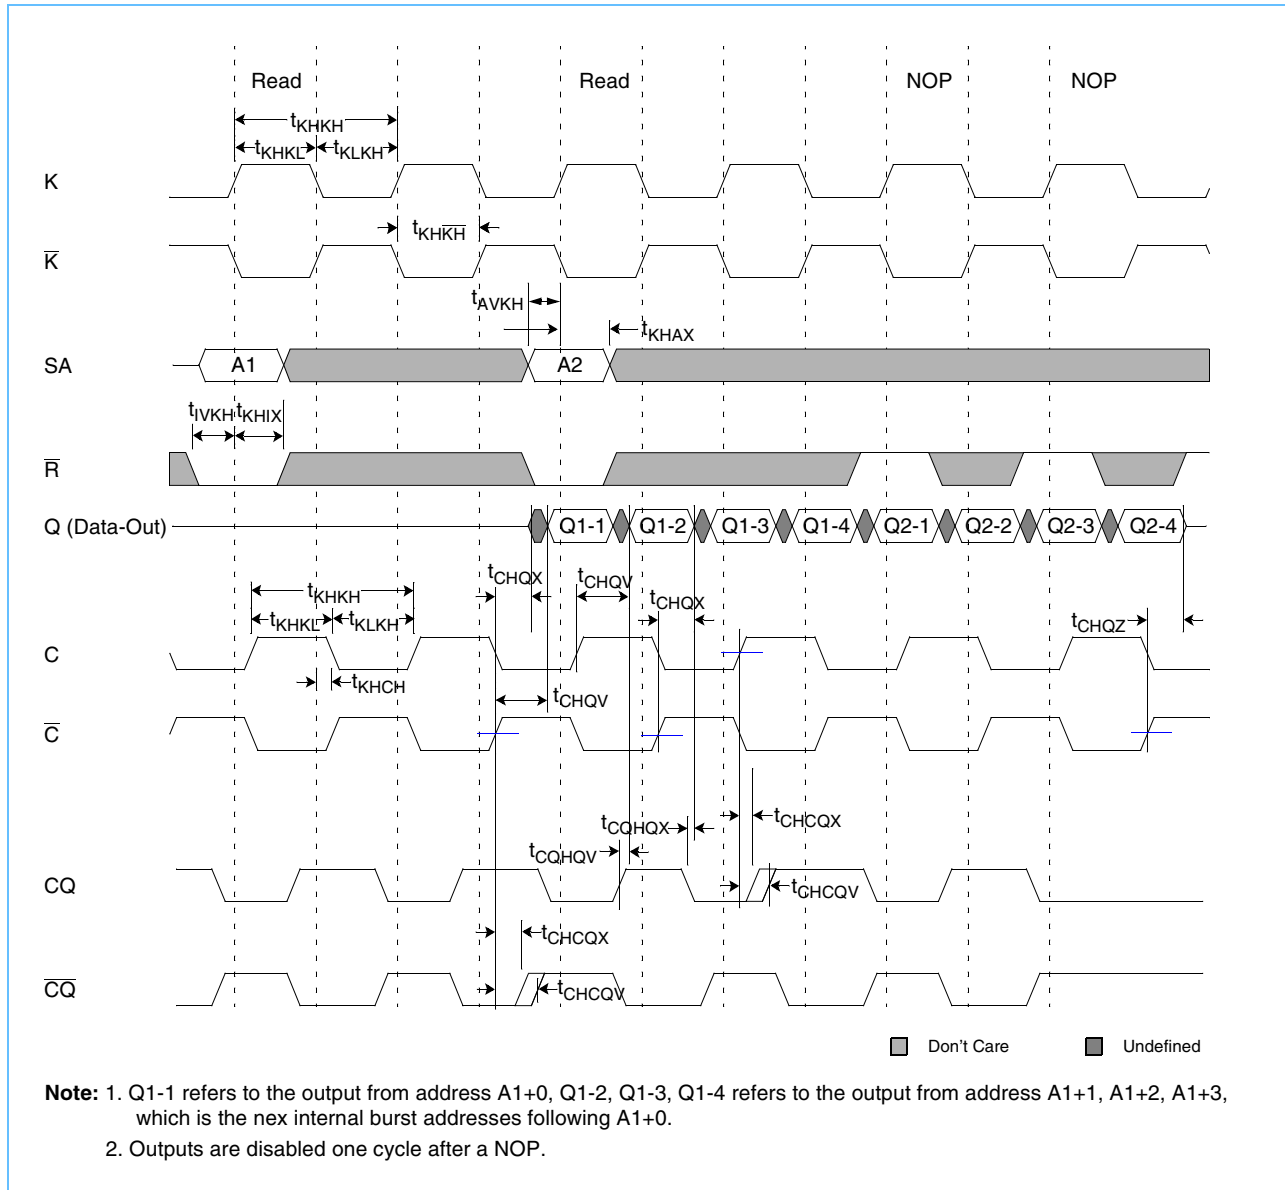 Read Read NOP NOP
tKHKH
tKHKL tKLKH
K
tKHK̅H̅
K̅
tAVKH
tKHAX
SA A1 A2
tIVKH tKHIX
R̅
Q (Data-Out) Q1-1 Q1-2 Q1-3 Q1-4 Q2-1 Q2-2 Q2-3 Q2-4
tCHQX tCHQV
tKHKH tCHQX
tKHKL tKLKH tCHQZ
C
tKHCH tCHQV
C̅
tCHCQX
tCQHQX
tCQHQV
CQ tCHCQV
tCHCQX
C̅Q̅ tCHCQV
Don't Care Undefined
Note: 1. Q1-1 refers to the output from address A1+0, Q1-2, Q1-3, Q1-4 refers to the output from address A1+1, A1+2, A1+3,
which is the nex internal burst addresses following A1+0.
2. Outputs are disabled one cycle after a NOP.